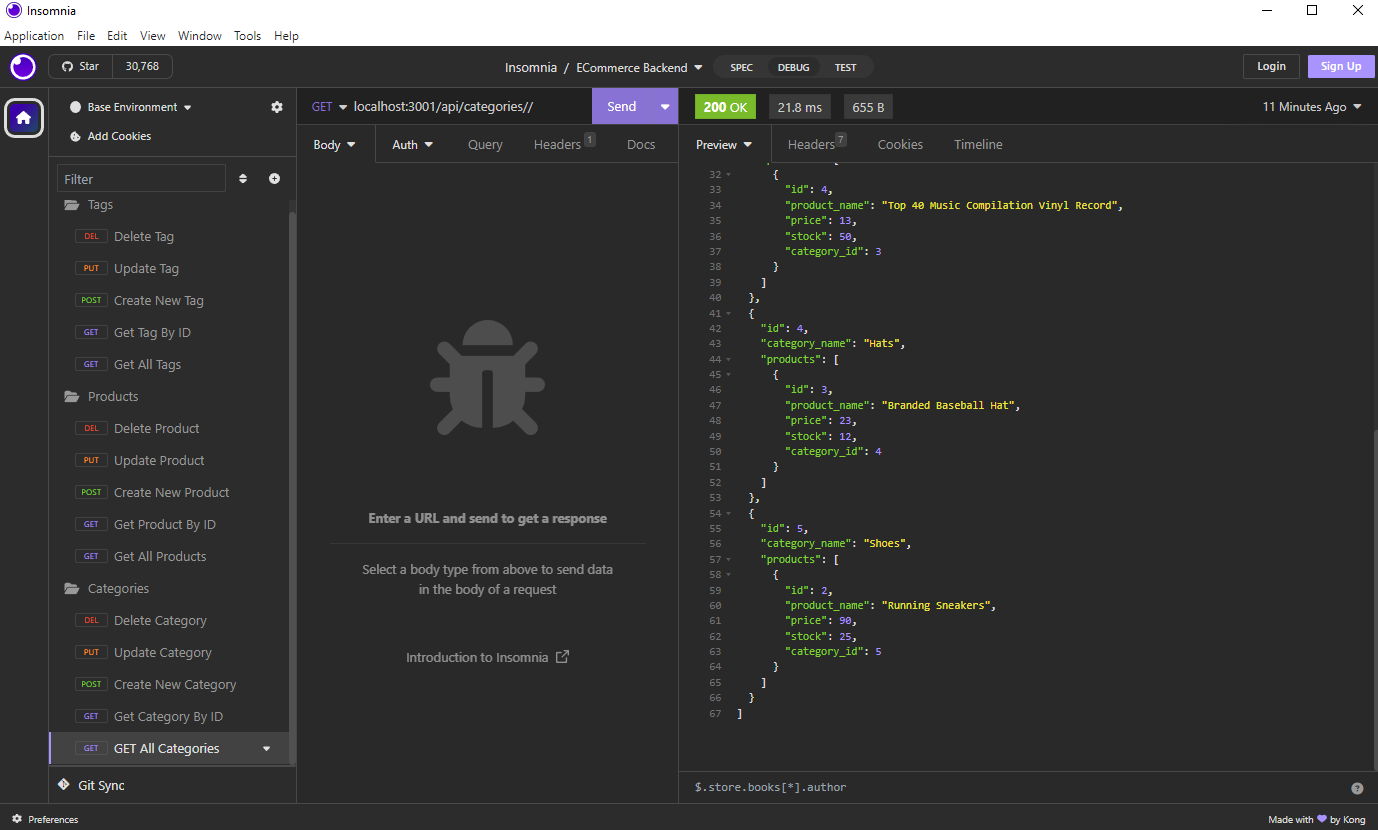 Insomnia
Application File Edit View Window Tools Help
Star 30,768
Insomnia / ECommerce Backend
SPEC DEBUG TEST
Login Sign Up
Base Environment
Add Cookies
Filter
Tags
DEL Delete Tag
PUT Update Tag
POST Create New Tag
GET Get Tag By ID
GET Get All Tags
Products
DEL Delete Product
PUT Update Product
POST Create New Product
GET Get Product By ID
GET Get All Products
Categories
DEL Delete Category
PUT Update Category
POST Create New Category
GET Get Category By ID
GET GET All Categories
Git Sync
GET localhost:3001/api/categories// Send
Body Auth Query Headers 1 Docs
Enter a URL and send to get a response
Select a body type from above to send data
in the body of a request
Introduction to Insomnia
200 OK 21.8 ms 655 B 11 Minutes Ago
Preview Headers 7 Cookies Timeline
32 {
33 "id": 4,
34 "product_name": "Top 40 Music Compilation Vinyl Record",
35 "price": 13,
36 "stock": 50,
37 "category_id": 3
38 }
39 ]
40 },
41 {
42 "id": 4,
43 "category_name": "Hats",
44 "products": [
45 {
46 "id": 3,
47 "product_name": "Branded Baseball Hat",
48 "price": 23,
49 "stock": 12,
50 "category_id": 4
51 }
52 ]
53 },
54 {
55 "id": 5,
56 "category_name": "Shoes",
57 "products": [
58 {
59 "id": 2,
60 "product_name": "Running Sneakers",
61 "price": 90,
62 "stock": 25,
63 "category_id": 5
64 }
65 ]
66 }
67 ]
$.store.books[*].author ?
Preferences
Made with 💜 by Kong